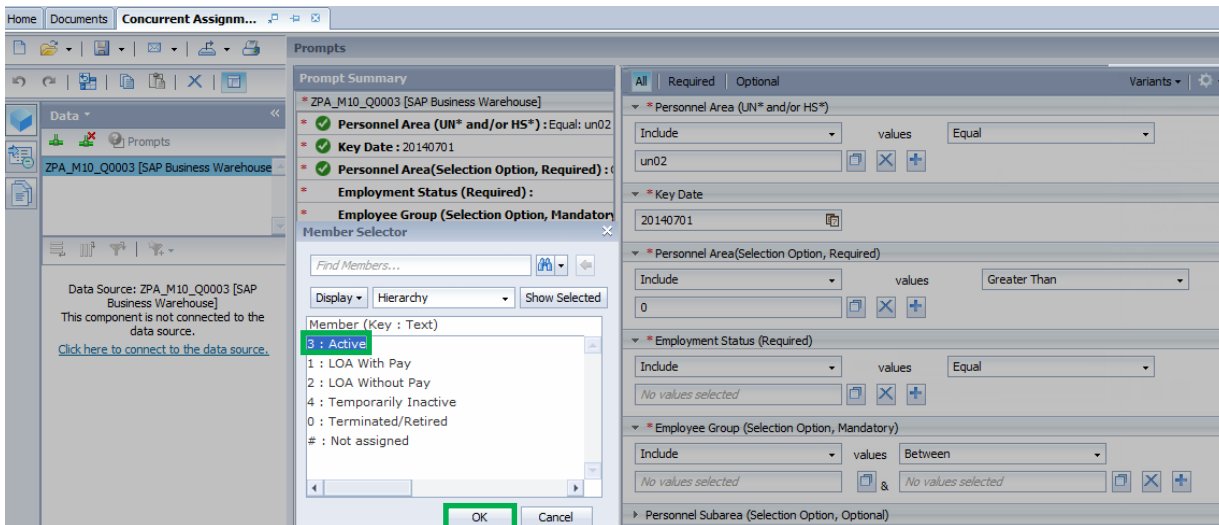 Home Documents Concurrent Assignm...
Prompts
Data
Prompts
ZPA_M10_Q0003 [SAP Business Warehouse
Data Source: ZPA_M10_Q0003 [SAP
Business Warehouse]
This component is not connected to the
data source.
Click here to connect to the data source.
Prompt Summary
* ZPA_M10_Q0003 [SAP Business Warehouse]
* Personnel Area (UN* and/or HS*) : Equal: un02
* Key Date : 20140701
* Personnel Area(Selection Option, Required) :
* Employment Status (Required) :
* Employee Group (Selection Option, Mandatory
Member Selector
Find Members...
Display Hierarchy Show Selected
Member (Key : Text)
3 : Active
1 : LOA With Pay
2 : LOA Without Pay
4 : Temporarily Inactive
0 : Terminated/Retired
# : Not assigned
OK Cancel
All Required Optional Variants
* Personnel Area (UN* and/or HS*)
Include values Equal
un02
* Key Date
20140701
* Personnel Area(Selection Option, Required)
Include values Greater Than
0
* Employment Status (Required)
Include values Equal
No values selected
* Employee Group (Selection Option, Mandatory)
Include values Between
No values selected & No values selected
Personnel Subarea (Selection Option, Optional)